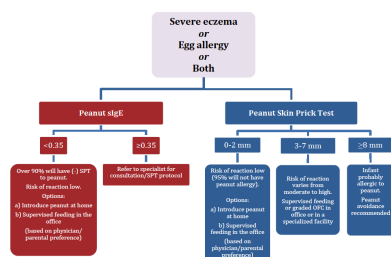 Severe eczema
or
Egg allergy
or
Both
Peanut sIgE
Peanut Skin Prick Test
<0.35
≥0.35
0-2 mm
3-7 mm
≥8 mm
Over 90% will have (-) SPT
to peanut.
Risk of reaction low.
Options:
a) Introduce peanut at home
b) Supervised feeding in the
office
(based on physician/
parental preference)
Refer to specialist for
consultation/SPT protocol
Risk of reaction low
(95% will not have
peanut allergy).
Options:
a) Introduce peanut
at home
b) Supervised
feeding in the office
(based on
physician/parental
preference)
Risk of reaction
varies from
moderate to high.
Supervised feeding
or graded OFC in
office or in a
specialized facility
Infant
probably
allergic to
peanut.
Peanut
avoidance
recommended.